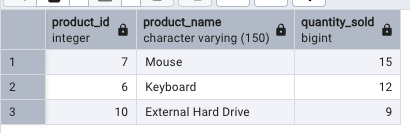 product_id product_name quantity_sold
integer character varying (150) bigint
1 7 Mouse 15
2 6 Keyboard 12
3 10 External Hard Drive 9